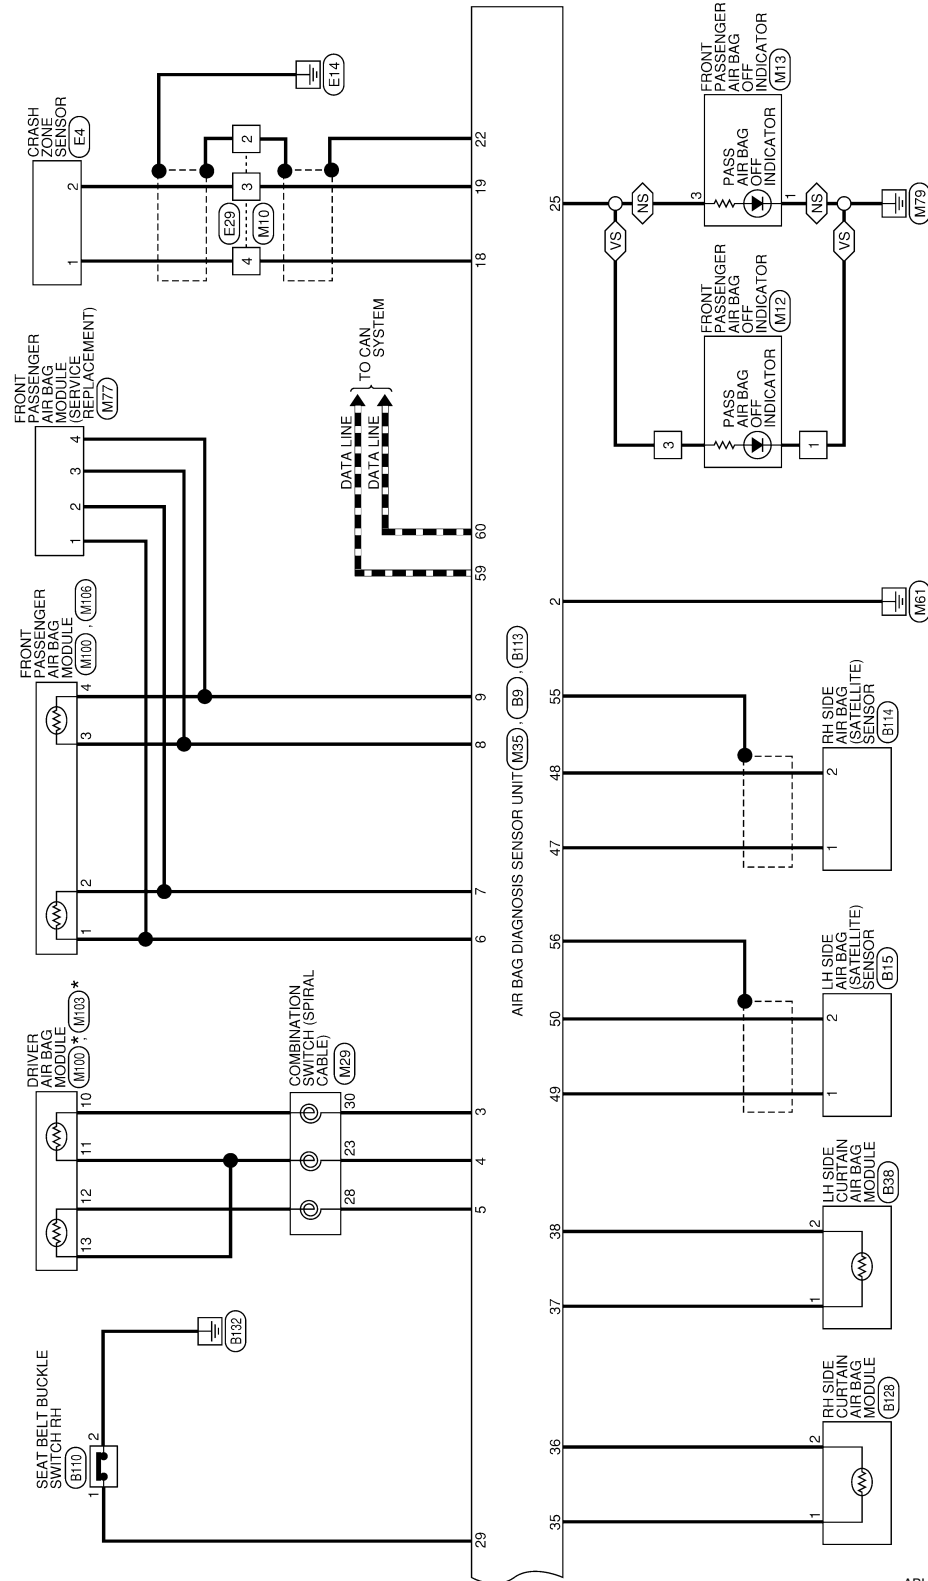 SEAT BELT BUCKLE
SWITCH RH
B110
1
2
B132
29
DRIVER
AIR BAG
MODULE
M100 * , M103 *
13
12
11
10
COMBINATION
SWITCH (SPIRAL
CABLE)
M29
28
23
30
5
4
3
FRONT
PASSENGER
AIR BAG
MODULE
M100 , M106
1
2
3
4
6
7
8
9
FRONT
PASSENGER
AIR BAG
MODULE
(SERVICE
REPLACEMENT)
M77
1
2
3
4
DATA LINE
DATA LINE
TO CAN
SYSTEM
59
60
CRASH
ZONE
SENSOR
E4
1
2
E14
4
3
2
E29
M10
18
19
22
AIR BAG DIAGNOSIS SENSOR UNIT M35 , B9 , B113
35
36
37
38
49
50
56
47
48
55
2
25
1
2
RH SIDE
CURTAIN
AIR BAG
MODULE
B128
1
2
LH SIDE
CURTAIN
AIR BAG
MODULE
B38
1
2
LH SIDE
AIR BAG
(SATELLITE)
SENSOR
B15
1
2
RH SIDE
AIR BAG
(SATELLITE)
SENSOR
B114
M61
VS
NS
3
PASS
AIR BAG
OFF
INDICATOR
1
FRONT
PASSENGER
AIR BAG
OFF
INDICATOR
M12
3
PASS
AIR BAG
OFF
INDICATOR
1
FRONT
PASSENGER
AIR BAG
OFF
INDICATOR
M13
VS
NS
M79